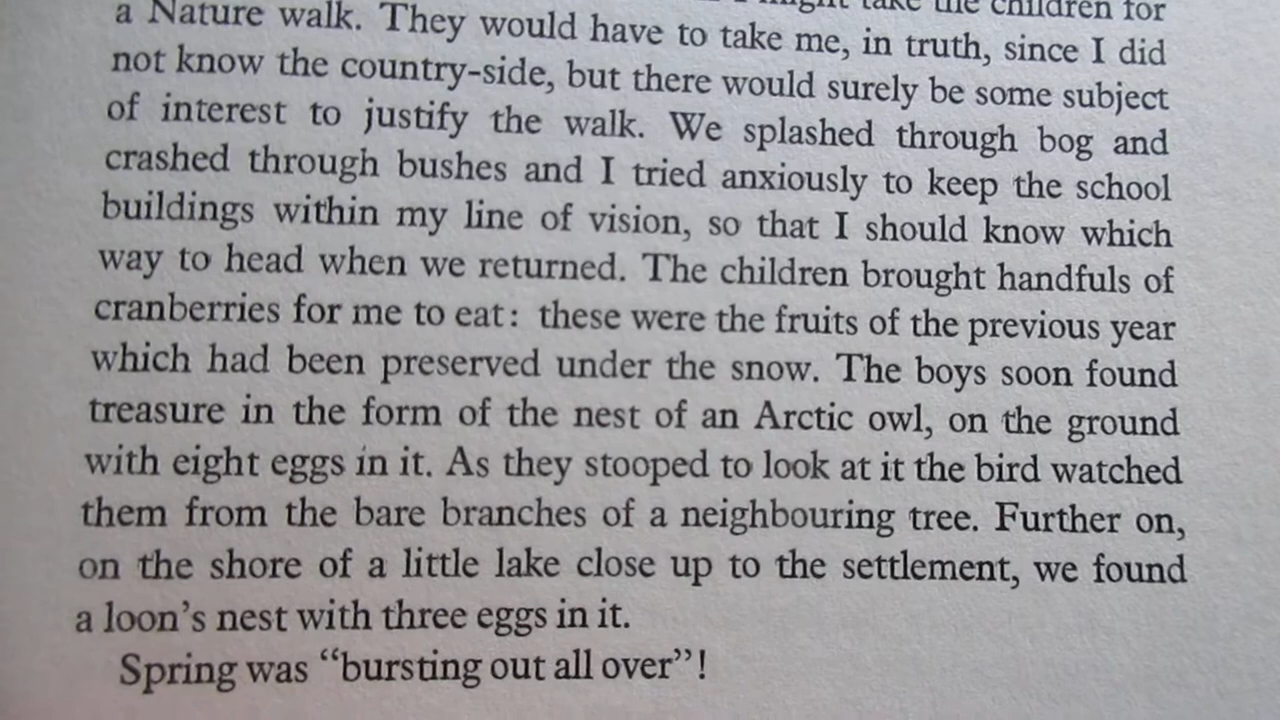 take the children for
a Nature walk. They would have to take me, in truth, since I did
not know the country-side, but there would surely be some subject
of interest to justify the walk. We splashed through bog and
crashed through bushes and I tried anxiously to keep the school
buildings within my line of vision, so that I should know which
way to head when we returned. The children brought handfuls of
cranberries for me to eat: these were the fruits of the previous year
which had been preserved under the snow. The boys soon found
treasure in the form of the nest of an Arctic owl, on the ground
with eight eggs in it. As they stooped to look at it the bird watched
them from the bare branches of a neighbouring tree. Further on,
on the shore of a little lake close up to the settlement, we found
a loon's nest with three eggs in it.
Spring was “bursting out all over”!